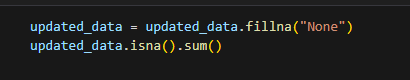 updated_data = updated_data.fillna("None")
updated_data.isna().sum()